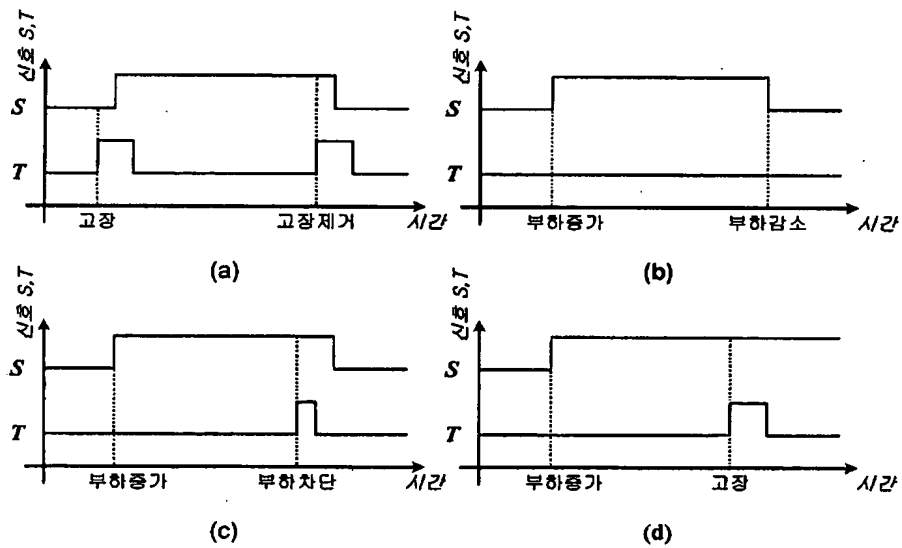 신호 S,T
S
T
고장
고장제거
시간
(a)
신호 S,T
S
T
부하증가
부하감소
시간
(b)
신호 S,T
S
T
부하증가
부하차단
시간
(c)
신호 S,T
S
T
부하증가
고장
시간
(d)